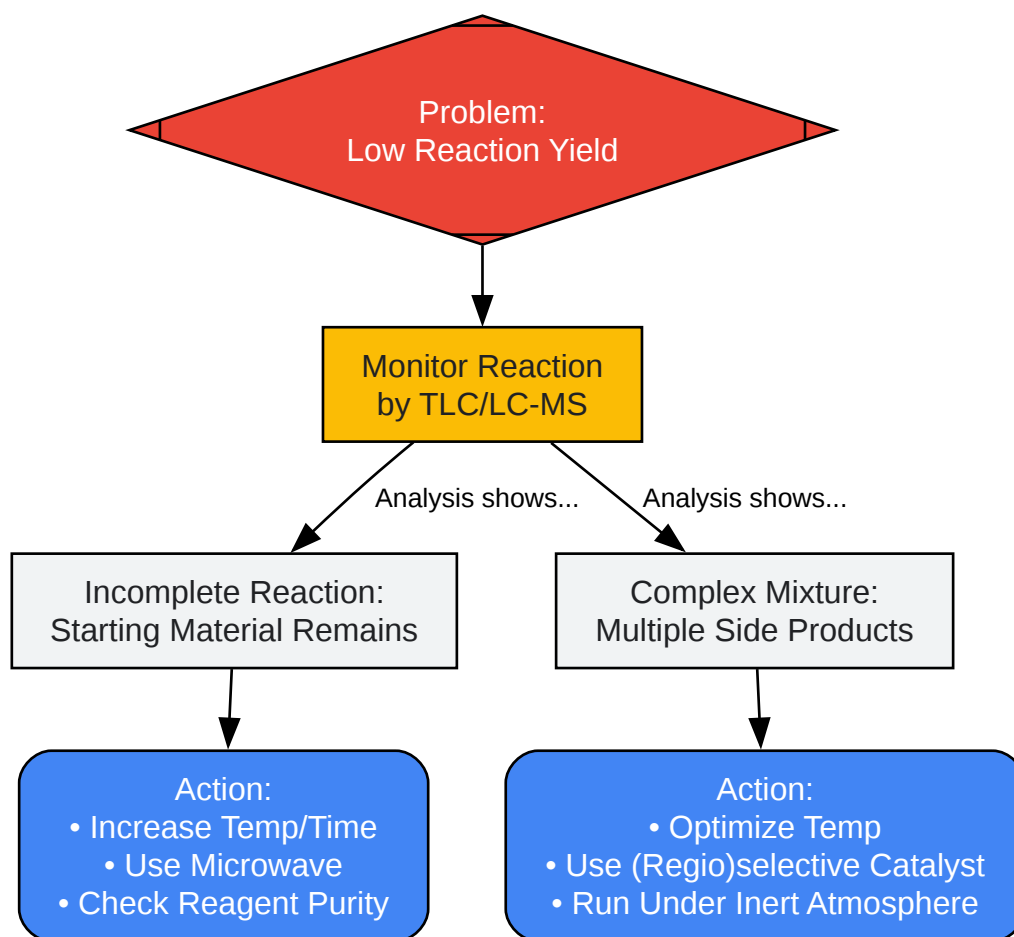 Problem:
Low Reaction Yield
Monitor Reaction
by TLC/LC-MS
Analysis shows...
Analysis shows...
Incomplete Reaction:
Starting Material Remains
Complex Mixture:
Multiple Side Products
Action:
• Increase Temp/Time
• Use Microwave
• Check Reagent Purity
Action:
• Optimize Temp
• Use (Regio)selective Catalyst
• Run Under Inert Atmosphere